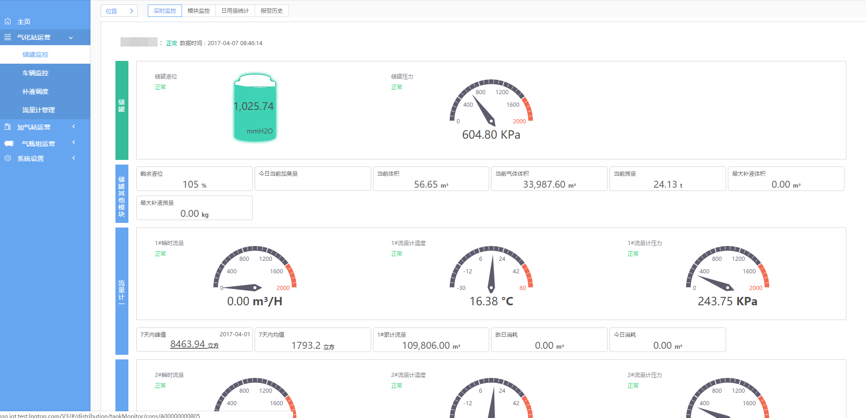 主页
气化站运营
储罐监控
车辆监控
补液调度
流量计管理
加气站运营
气瓶组运营
系统设置
位置
实时监控 模块监控 日用量统计 报警历史
： 正常 数据时间：2017-04-07 08:46:14
储罐
储罐液位
正常
1,025.74
mmH2O
储罐压力
正常
0 400 800 1200 1600 2000
604.80 KPa
储罐其他模块
剩余液位
105 %
今日当前加氣量
当前体积
56.65 m³
当前气体体积
33,987.60 m³
当前质量
24.13 t
最大补液体积
0.00 m³
最大补液质量
0.00 kg
流量计一
1#瞬时流量
正常
0 400 800 1200 1600 2000
0.00 m³/H
1#流量计温度
正常
-30 -12 6 24 42 60
16.38 °C
1#流量计压力
正常
0 400 800 1200 1600 2000
243.75 KPa
7天内峰值 2017-04-01
8463.94 立方
7天内均值
1793.2 立方
1#累计流量
109,806.00 m³
昨日消耗
0.00 m³
今日消耗
0.00 m³
2#瞬时流量
正常
400 800 1200 1600
2#流量计温度
正常
-12 6 24 42
2#流量计压力
正常
400 800 1200 1600